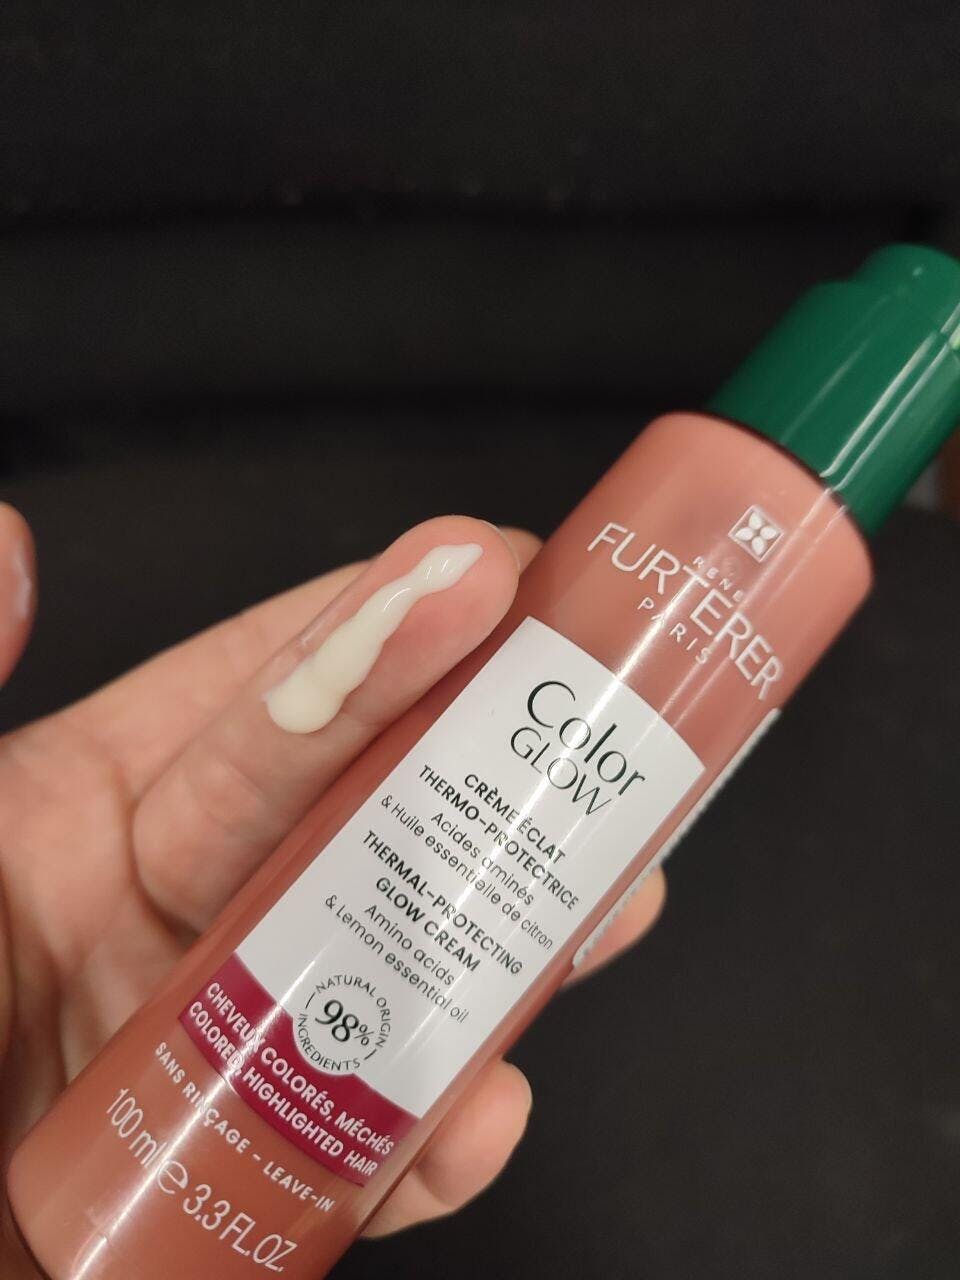 RENE
FURTERER
PARIS
Color
GLOW
CRÈME ÉCLAT
THERMO-PROTECTRICE
Acides aminés
& Huile essentielle de citron
THERMAL-PROTECTING
GLOW CREAM
Amino acids
& Lemon essential oil
NATURAL ORIGIN
98%
INGREDIENTS
CHEVEUX COLORÉS, MÉCHÉS
COLORED, HIGHLIGHTED HAIR
SANS RINÇAGE - LEAVE-IN
100 ml e 3.3 FL.OZ.